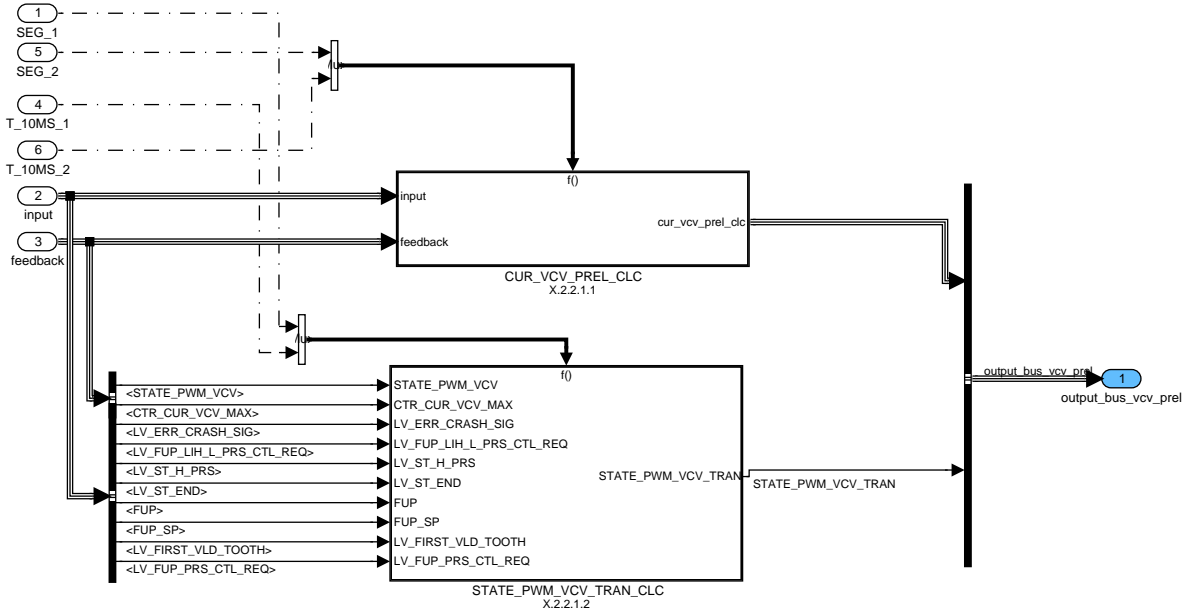 1
SEG_1
5
SEG_2
4
T_10MS_1
6
T_10MS_2
2
input
3
feedback
f()
input
feedback
cur_vcv_prel_clc
CUR_VCV_PREL_CLC
X.2.2.1.1
f()
<STATE_PWM_VCV>
<CTR_CUR_VCV_MAX>
<LV_ERR_CRASH_SIG>
<LV_FUP_LIH_L_PRS_CTL_REQ>
<LV_ST_H_PRS>
<LV_ST_END>
<FUP>
<FUP_SP>
<LV_FIRST_VLD_TOOTH>
<LV_FUP_PRS_CTL_REQ>
STATE_PWM_VCV
CTR_CUR_VCV_MAX
LV_ERR_CRASH_SIG
LV_FUP_LIH_L_PRS_CTL_REQ
LV_ST_H_PRS
LV_ST_END
FUP
FUP_SP
LV_FIRST_VLD_TOOTH
LV_FUP_PRS_CTL_REQ
STATE_PWM_VCV_TRAN
STATE_PWM_VCV_TRAN
STATE_PWM_VCV_TRAN_CLC
X.2.2.1.2
output_bus_vcv_prel
1
output_bus_vcv_prel